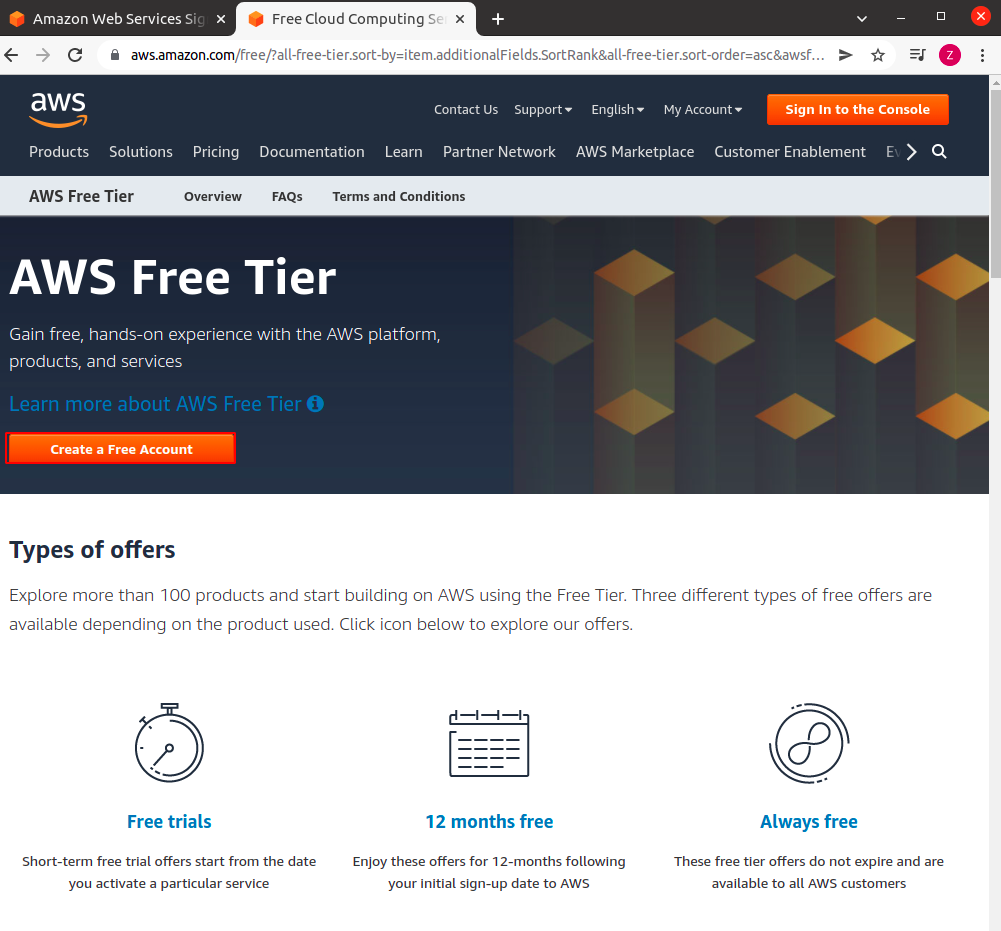 Amazon Web Services Sig
Free Cloud Computing Se
aws.amazon.com/free/?all-free-tier.sort-by=item.additionalFields.SortRank&all-free-tier.sort-order=asc&awsf...
Z
aws
Contact Us Support English My Account Sign In to the Console
Products Solutions Pricing Documentation Learn Partner Network AWS Marketplace Customer Enablement Ev
AWS Free Tier Overview FAQs Terms and Conditions
AWS Free Tier
Gain free, hands-on experience with the AWS platform,
products, and services
Learn more about AWS Free Tier
Create a Free Account
Types of offers
Explore more than 100 products and start building on AWS using the Free Tier. Three different types of free offers are
available depending on the product used. Click icon below to explore our offers.
Free trials
Short-term free trial offers start from the date
you activate a particular service
12 months free
Enjoy these offers for 12-months following
your initial sign-up date to AWS
Always free
These free tier offers do not expire and are
available to all AWS customers